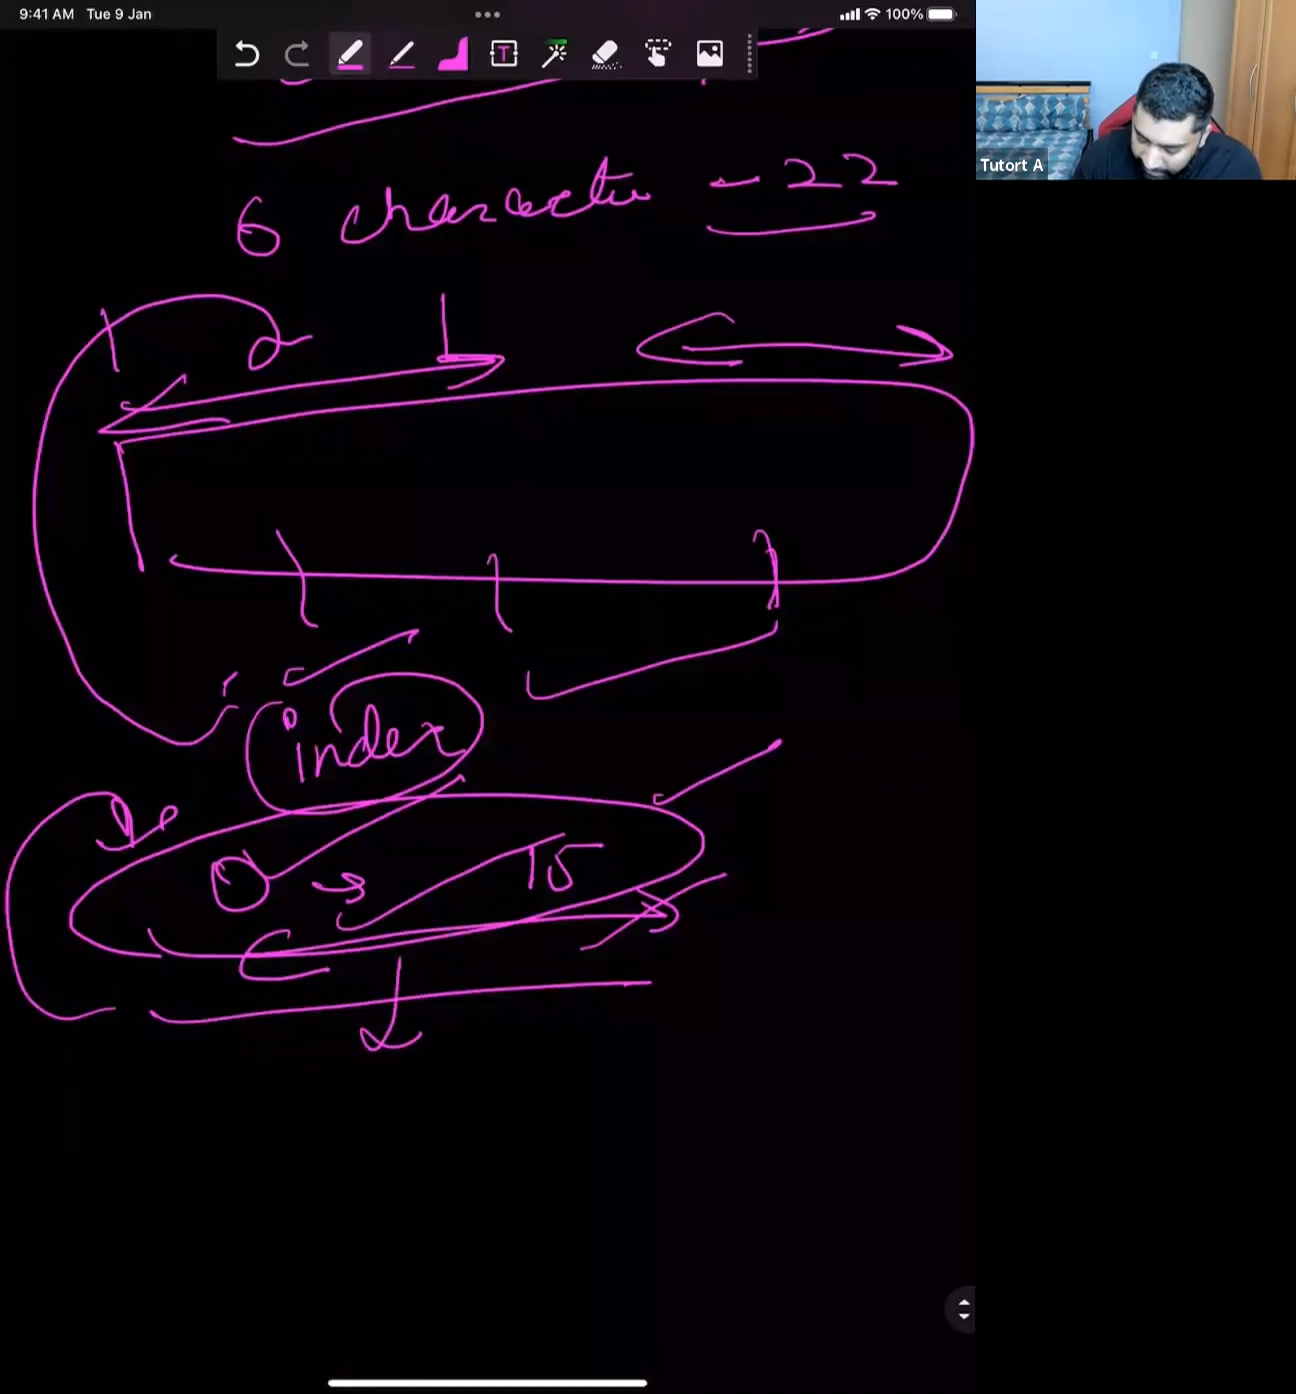 9:41 AM Tue 9 Jan
100%
T
Tutort A
6 character - 22
index
0 → 15